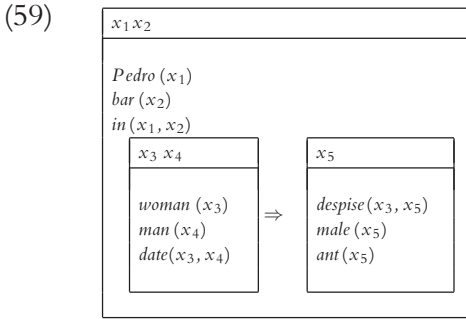 (59)
x₁ x₂
Pedro (x₁)
bar (x₂)
in (x₁, x₂)
x₃ x₄
woman (x₃)
man (x₄)
date(x₃, x₄)
⇒
x₅
despise(x₃, x₅)
male (x₅)
ant (x₅)